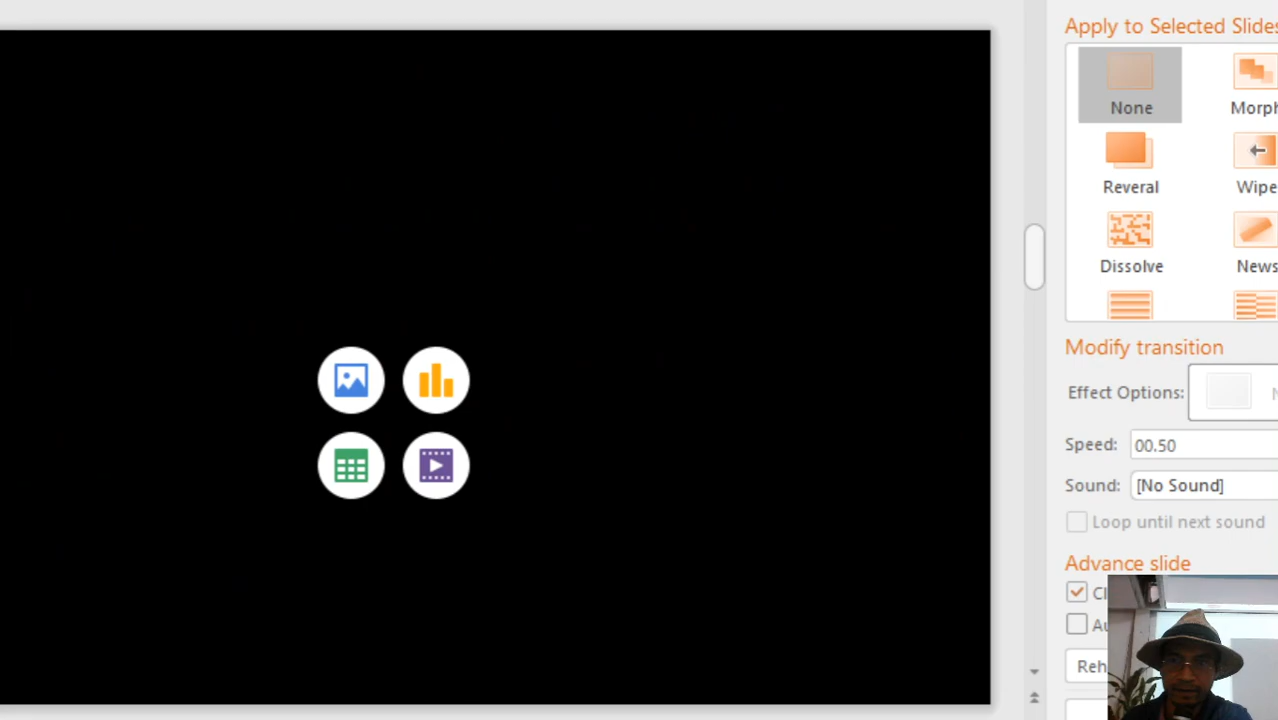 Apply to Selected Slides
None
Morph
Reveral
Wipe
Dissolve
News
Modify transition
Effect Options:
Speed: 00.50
Sound: [No Sound]
Loop until next sound
Advance slide